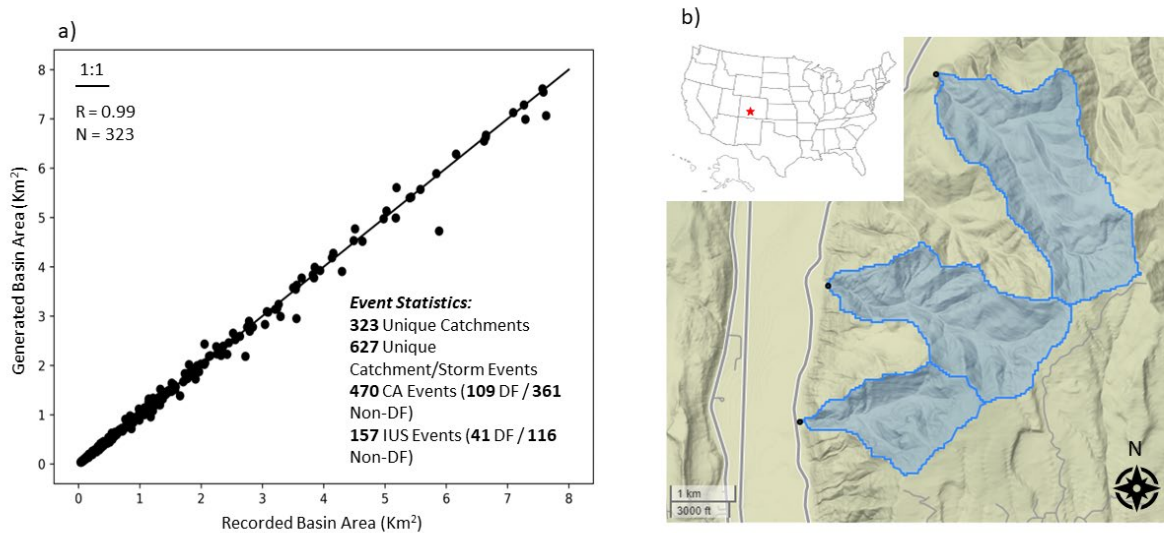 a)
1:1
R = 0.99
N = 323
Generated Basin Area (Km²)
8
7
6
5
4
3
2
1
0
Event Statistics:
323 Unique Catchments
627 Unique
Catchment/Storm Events
470 CA Events (109 DF / 361
Non-DF)
157 IUS Events (41 DF / 116
Non-DF)
0 1 2 3 4 5 6 7 8
Recorded Basin Area (Km²)
b)
N
1 km
3000 ft